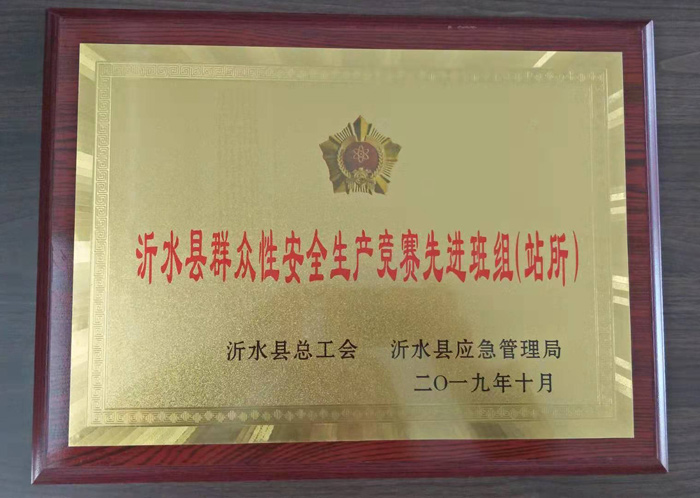 沂水县群众性安全生产竞赛先进班组(站所)
沂水县总工会 沂水县应急管理局
二〇一九年十月